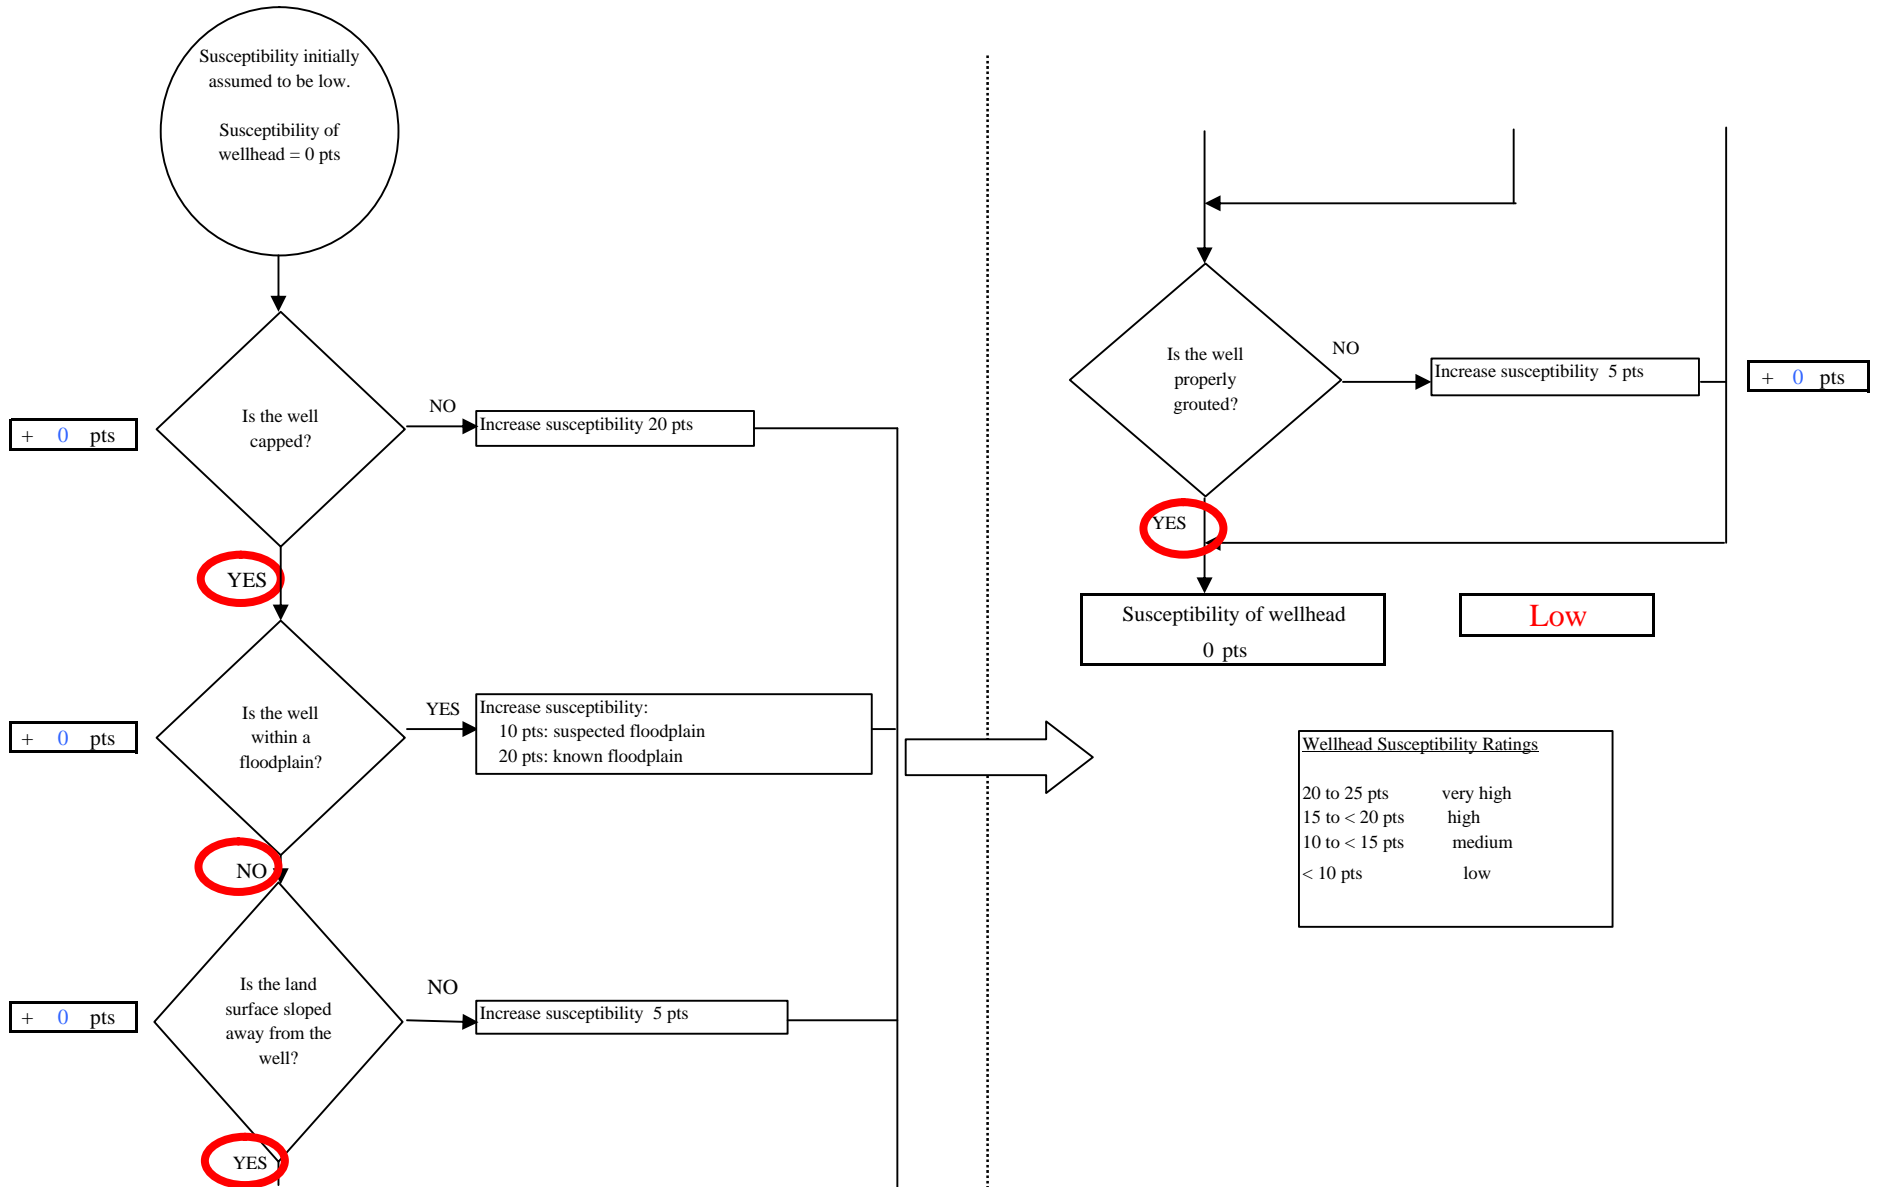 Susceptibility initially
assumed to be low.
Susceptibility of
wellhead = 0 pts
Is the well
capped?
NO
Increase susceptibility 20 pts
+ 0 pts
YES
Is the well
within a
floodplain?
YES
Increase susceptibility:
10 pts: suspected floodplain
20 pts: known floodplain
+ 0 pts
NO
Is the land
surface sloped
away from the
well?
NO
Increase susceptibility 5 pts
+ 0 pts
YES
Is the well
properly
grouted?
NO
Increase susceptibility 5 pts
+ 0 pts
YES
Susceptibility of wellhead
0 pts
Low
Wellhead Susceptibility Ratings
20 to 25 pts very high
15 to < 20 pts high
10 to < 15 pts medium
< 10 pts low